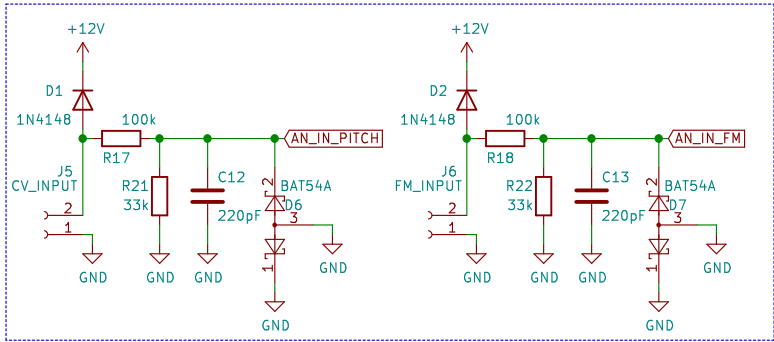 +12V
D1
1N4148
100k
R17
AN_IN_PITCH
J5
CV_INPUT
2
1
R21
33k
C12
220pF
2
BAT54A
D6
3
1
GND
GND
GND
GND
GND
+12V
D2
1N4148
100k
R18
AN_IN_FM
J6
FM_INPUT
2
1
R22
33k
C13
220pF
2
BAT54A
D7
3
1
GND
GND
GND
GND
GND